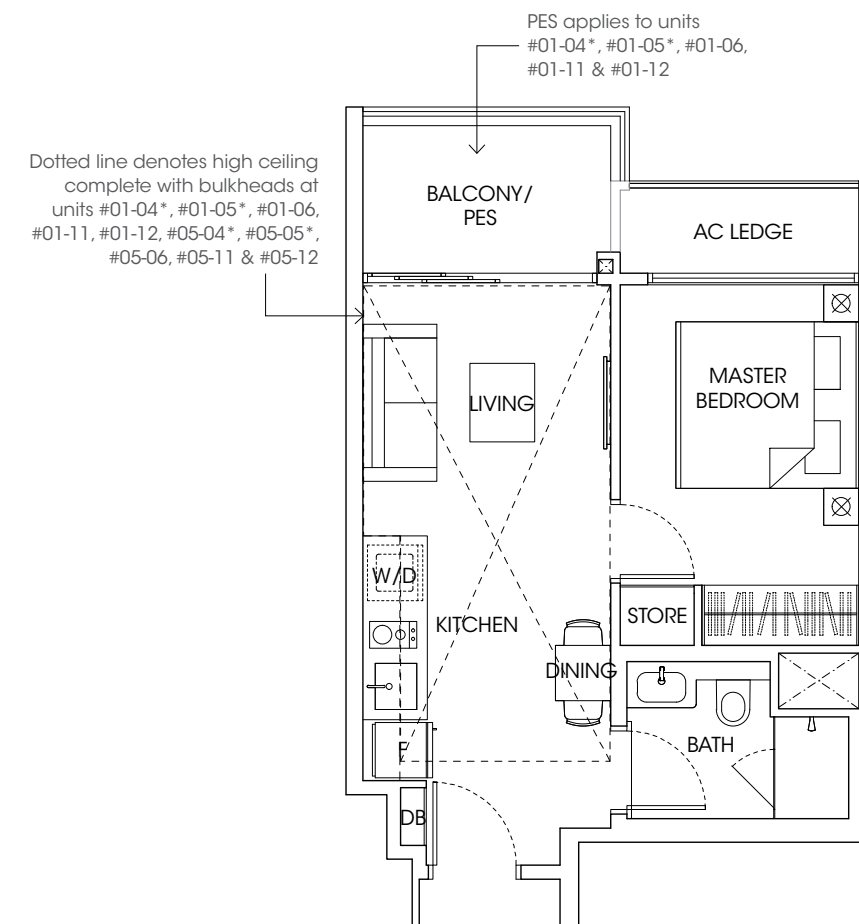 PES applies to units
#01-04*, #01-05*, #01-06,
#01-11 & #01-12
Dotted line denotes high ceiling
complete with bulkheads at
units #01-04*, #01-05*, #01-06,
#01-11, #01-12, #05-04*, #05-05*,
#05-06, #05-11 & #05-12
BALCONY/
PES
AC LEDGE
MASTER
BEDROOM
LIVING
W/D
KITCHEN
STORE
DINING
BATH
F
DB